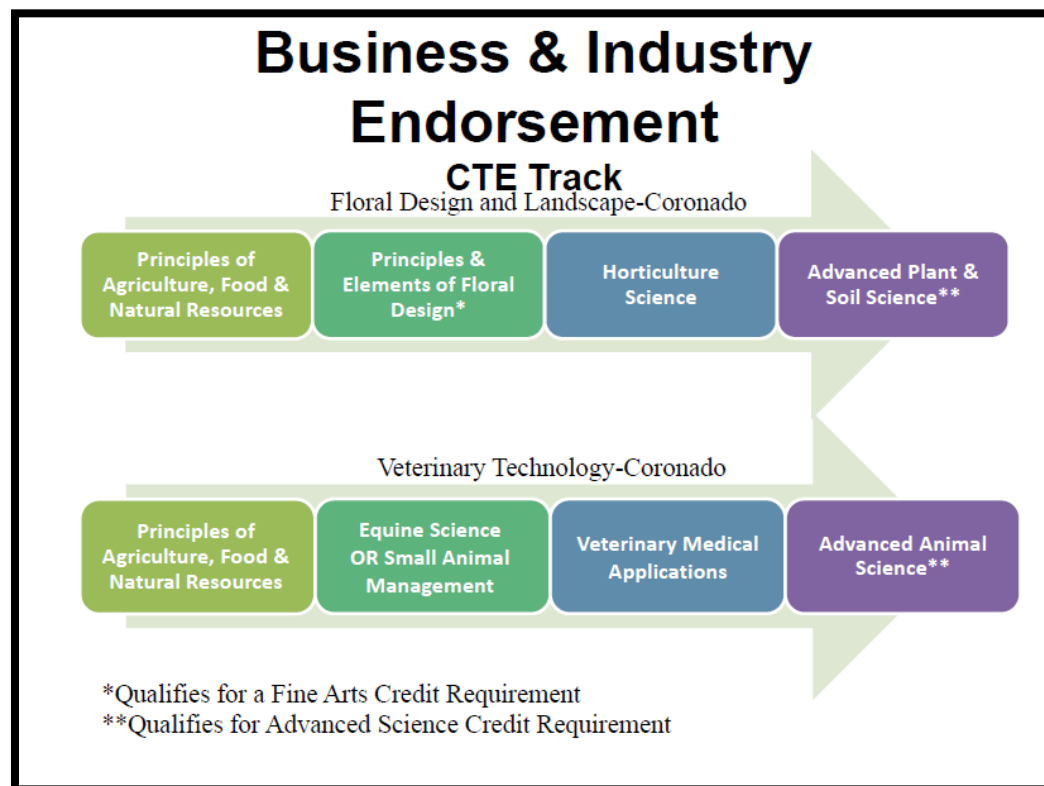 Business & Industry
Endorsement
CTE Track
Floral Design and Landscape-Coronado
Principles of
Agriculture, Food &
Natural Resources
Principles &
Elements of Floral
Design*
Horticulture
Science
Advanced Plant &
Soil Science**
Veterinary Technology-Coronado
Principles of
Agriculture, Food &
Natural Resources
Equine Science
OR Small Animal
Management
Veterinary Medical
Applications
Advanced Animal
Science**
*Qualifies for a Fine Arts Credit Requirement
**Qualifies for Advanced Science Credit Requirement